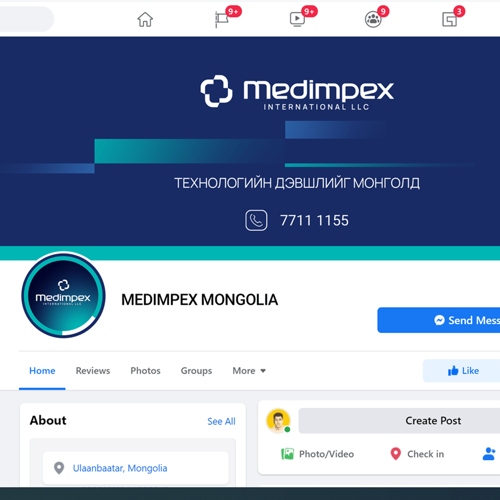 9+
9+
9
3
Medimpex
INTERNATIONAL LLC
ТЕХНОЛОГИЙН ДЭВШЛИЙГ МОНГОЛД
7711 1155
Medimpex
INTERNATIONAL LLC
MEDIMPEX MONGOLIA
Send Mess
Home Reviews Photos Groups More
Like
About
See All
Create Post
Ulaanbaatar, Mongolia
Photo/Video
Check in